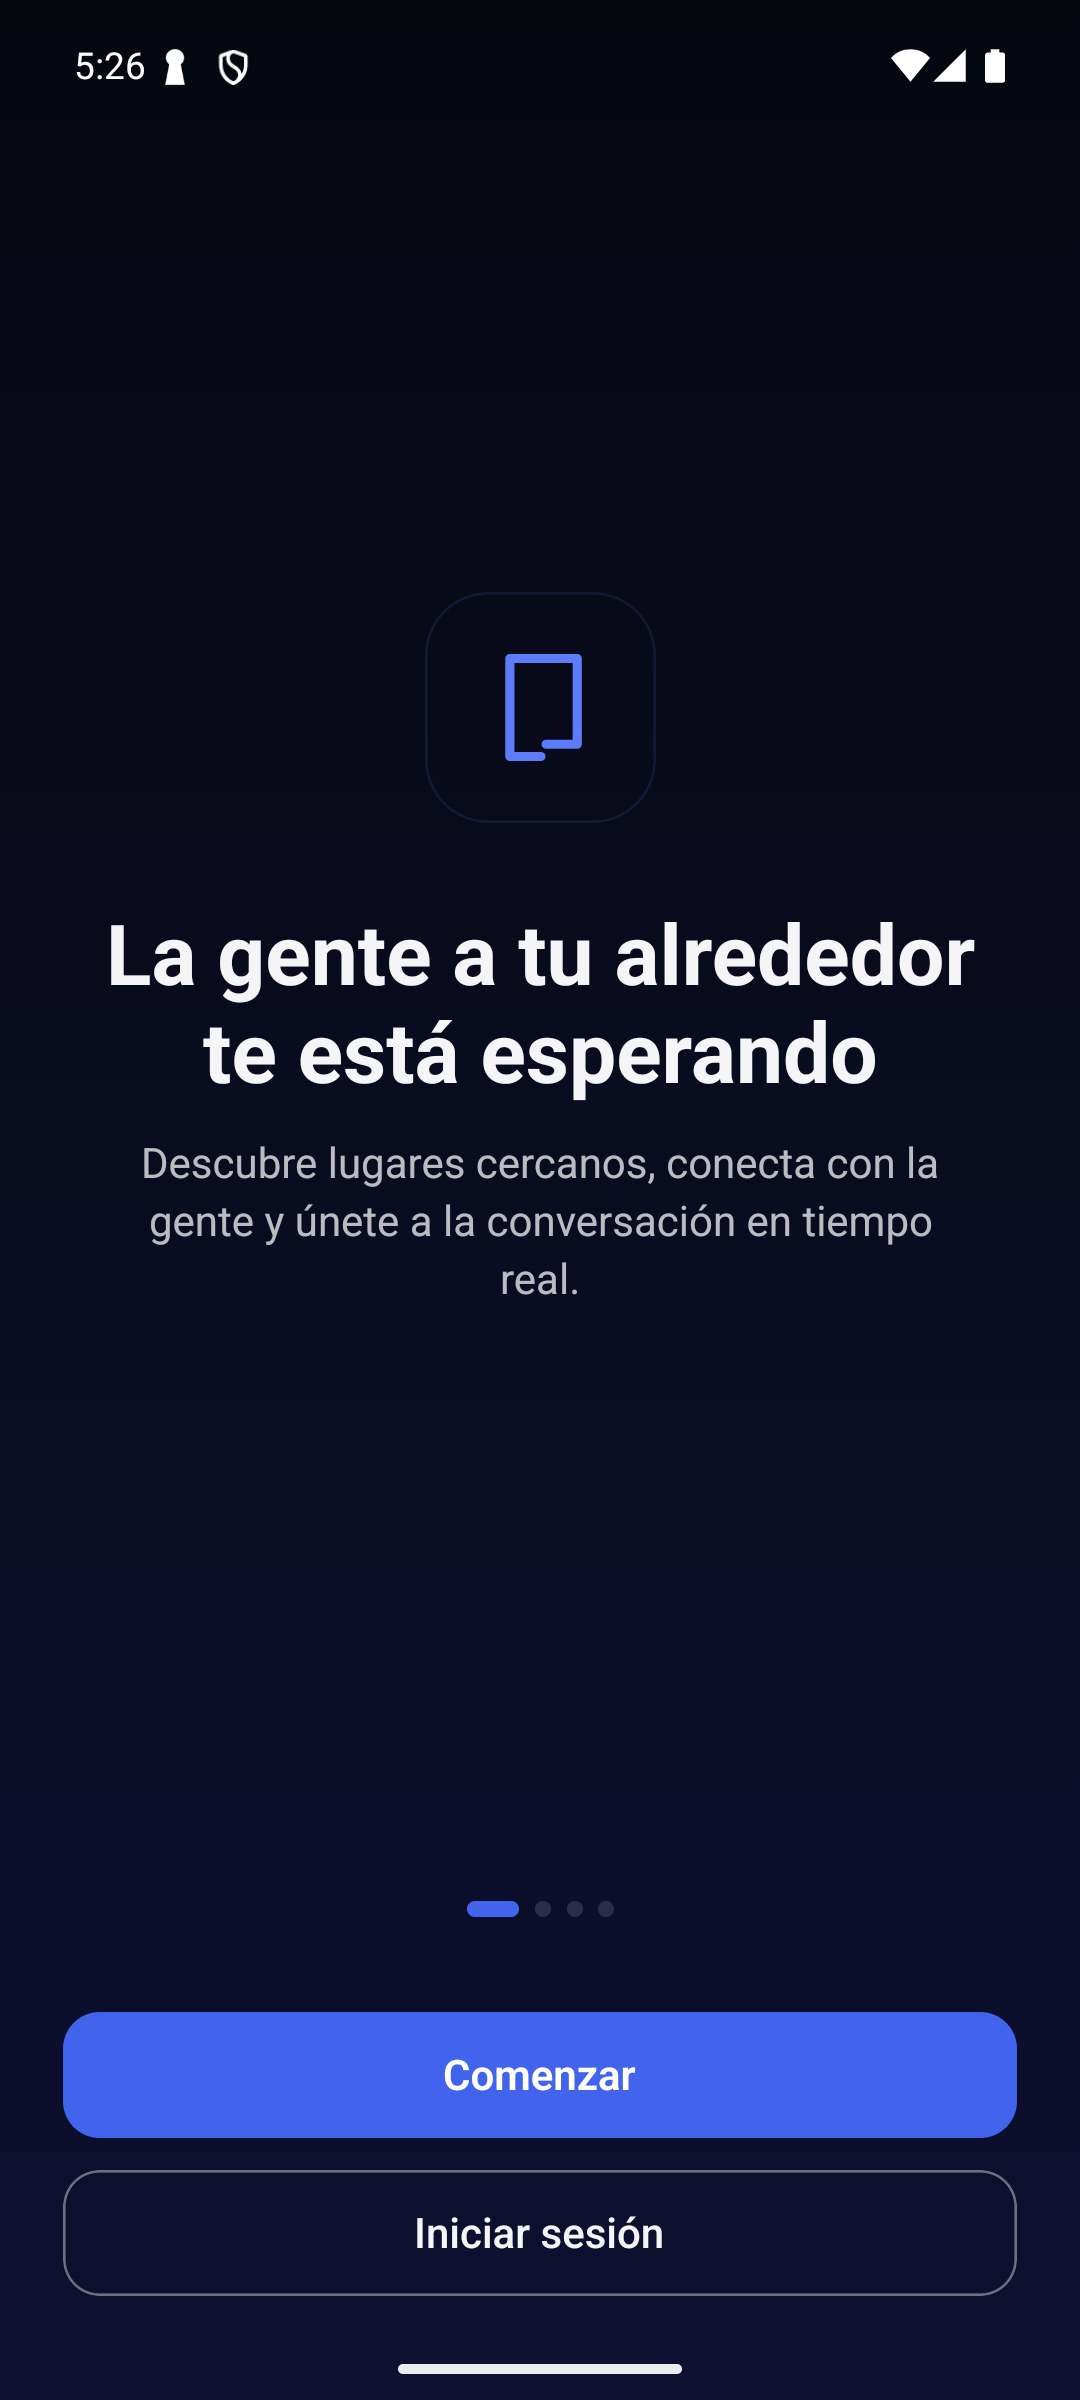 5:26
La gente a tu alrededor
te está esperando
Descubre lugares cercanos, conecta con la
gente y únete a la conversación en tiempo
real.
Comenzar
Iniciar sesión